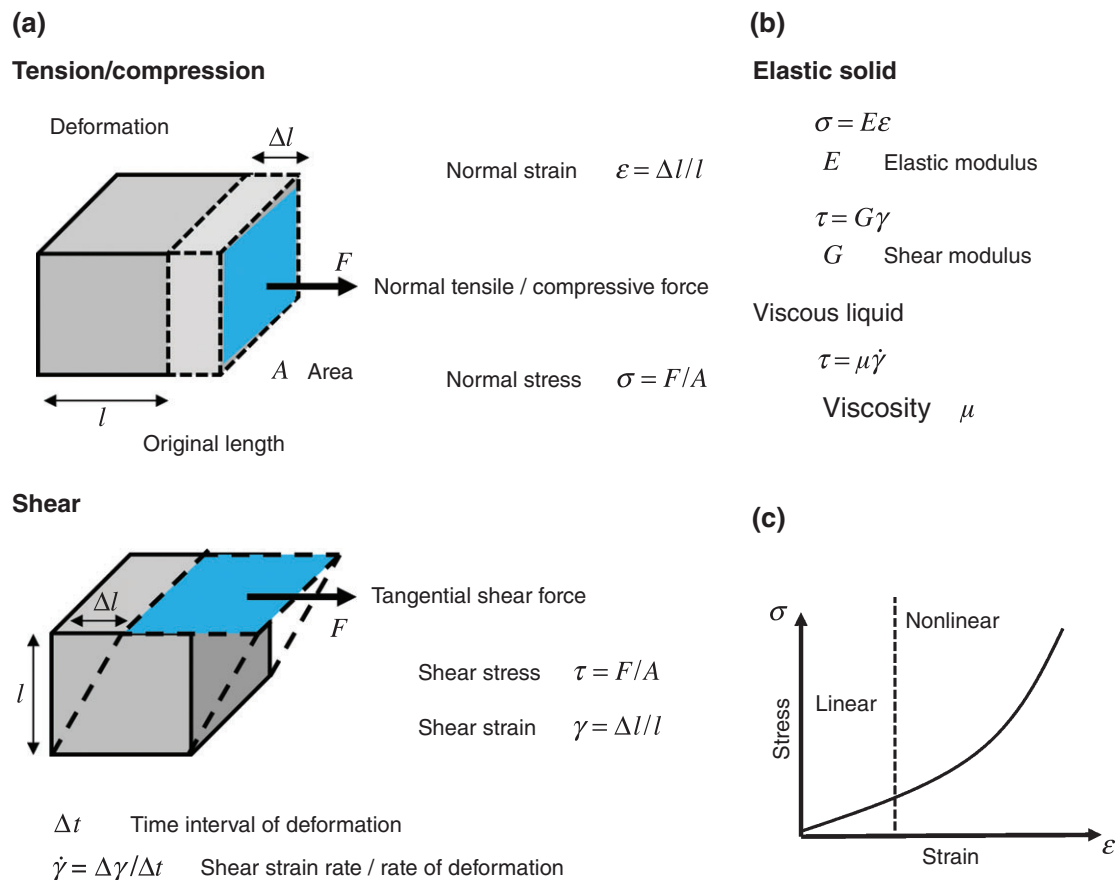 (a)
Tension/compression
Deformation
Δl
Normal strain ε = Δl/l
F
Normal tensile / compressive force
A Area
Normal stress σ = F/A
l
Original length
Shear
Δl
Tangential shear force
F
l
Shear stress τ = F/A
Shear strain γ = Δl/l
Δt Time interval of deformation
γ̇ = Δγ/Δt Shear strain rate / rate of deformation
(b)
Elastic solid
σ = Eε
E Elastic modulus
τ = Gγ
G Shear modulus
Viscous liquid
τ = μγ̇
Viscosity μ
(c)
σ
Nonlinear
Linear
Stress
Strain
ε